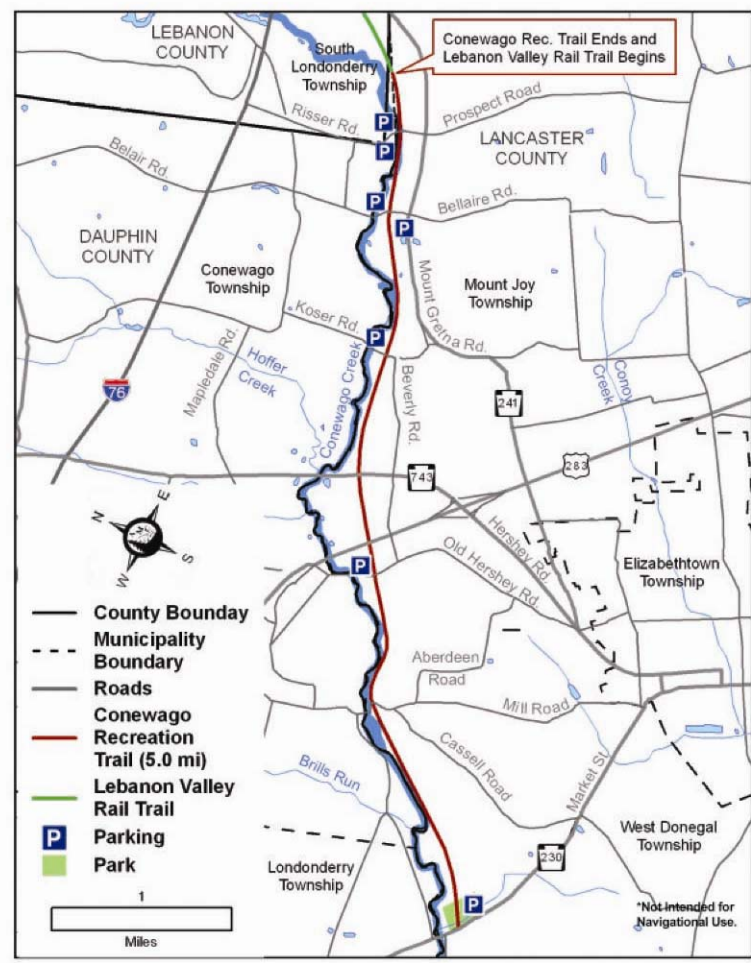 LEBANON
COUNTY
South
Londonderry
Township
Conewago Rec. Trail Ends and
Lebanon Valley Rail Trail Begins
P
Risser Rd.
Prospect Road
P
LANCASTER
COUNTY
Belair Rd.
P
Bellaire Rd.
P
DAUPHIN
COUNTY
Conewago
Township
Mount Joy
Township
Mount Gretna Rd.
Koser Rd.
P
Mapledale Rd.
Hoffer
Creek
Conewago Creek
Beverly Rd.
Conoy
Creek
76
241
283
743
N
E
W
S
Hershey Rd.
Old Hershey Rd.
P
Elizabethtown
Township
County Bounday
Municipality
Boundary
Roads
Conewago
Recreation
Trail (5.0 mi)
Lebanon Valley
Rail Trail
P Parking
Park
1
Miles
Aberdeen
Road
Mill Road
Cassell Road
Market St
Brills Run
West Donegal
Township
230
Londonderry
Township
P
*Not Intended for
Navigational Use.